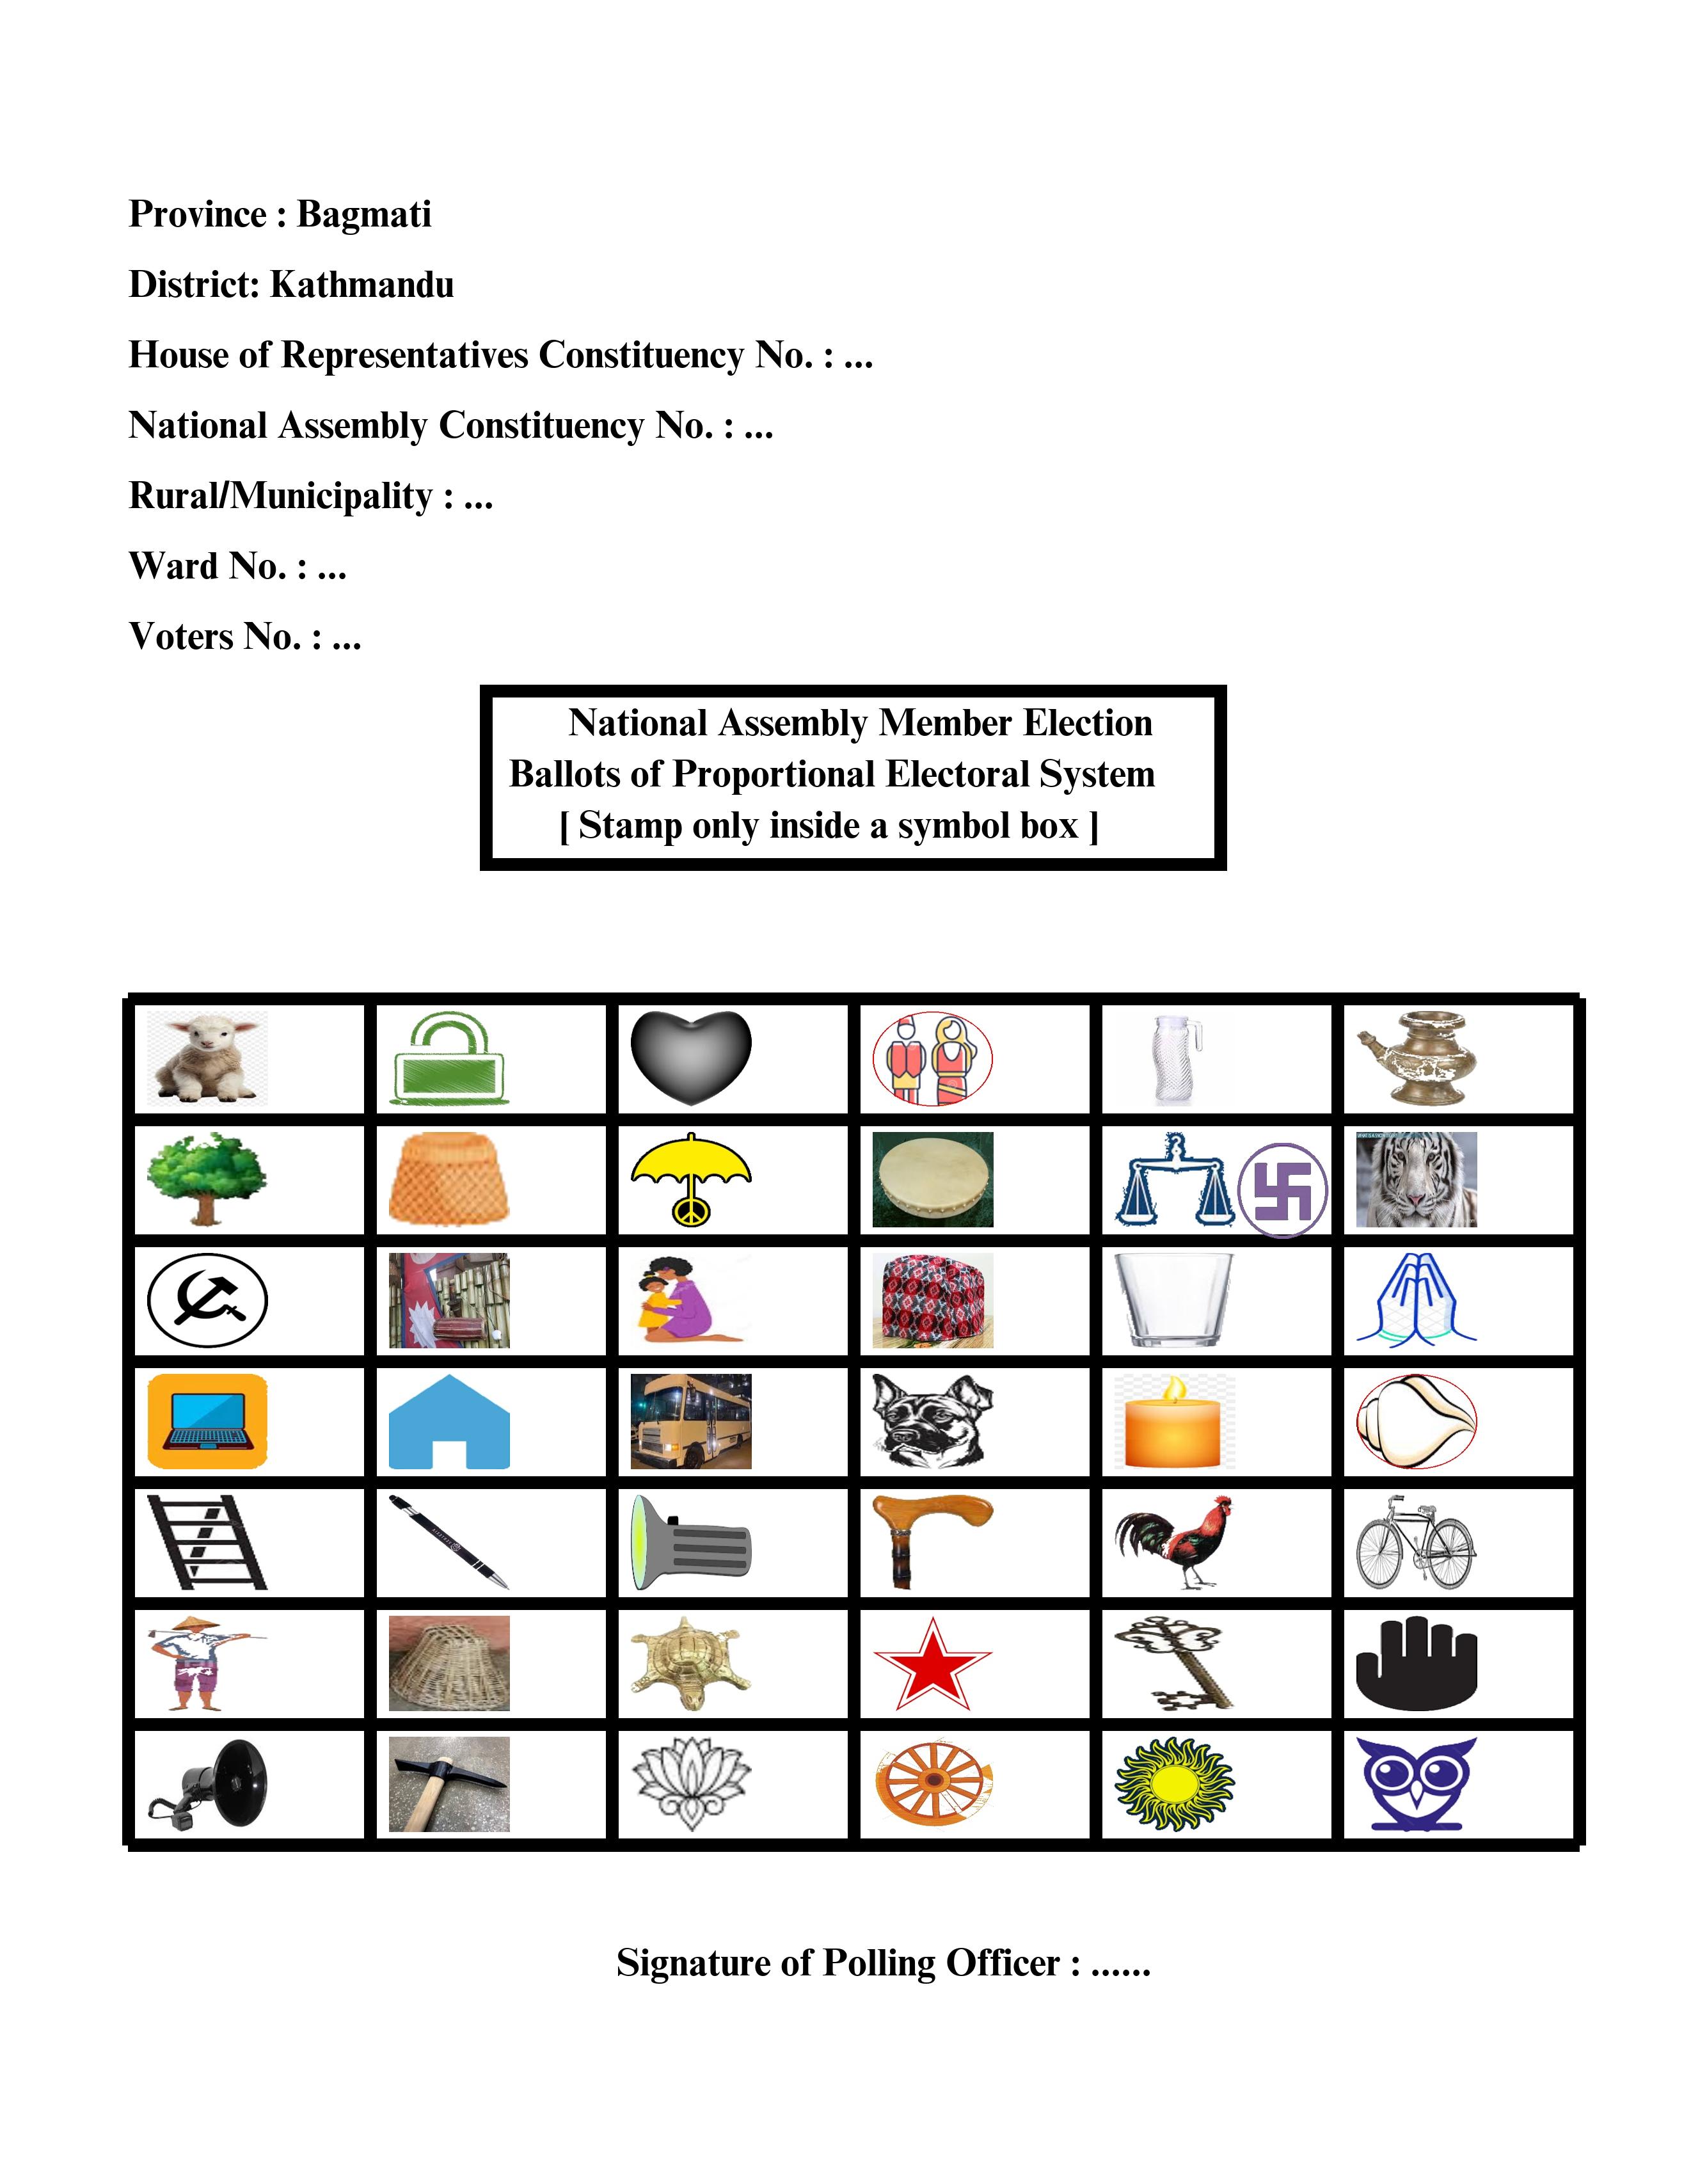 Province : Bagmati
District: Kathmandu
House of Representatives Constituency No. : ...
National Assembly Constituency No. : ...
Rural/Municipality : ...
Ward No. : ...
Voters No. : ...
National Assembly Member Election
Ballots of Proportional Electoral System
[ Stamp only inside a symbol box ]
Signature of Polling Officer : ......